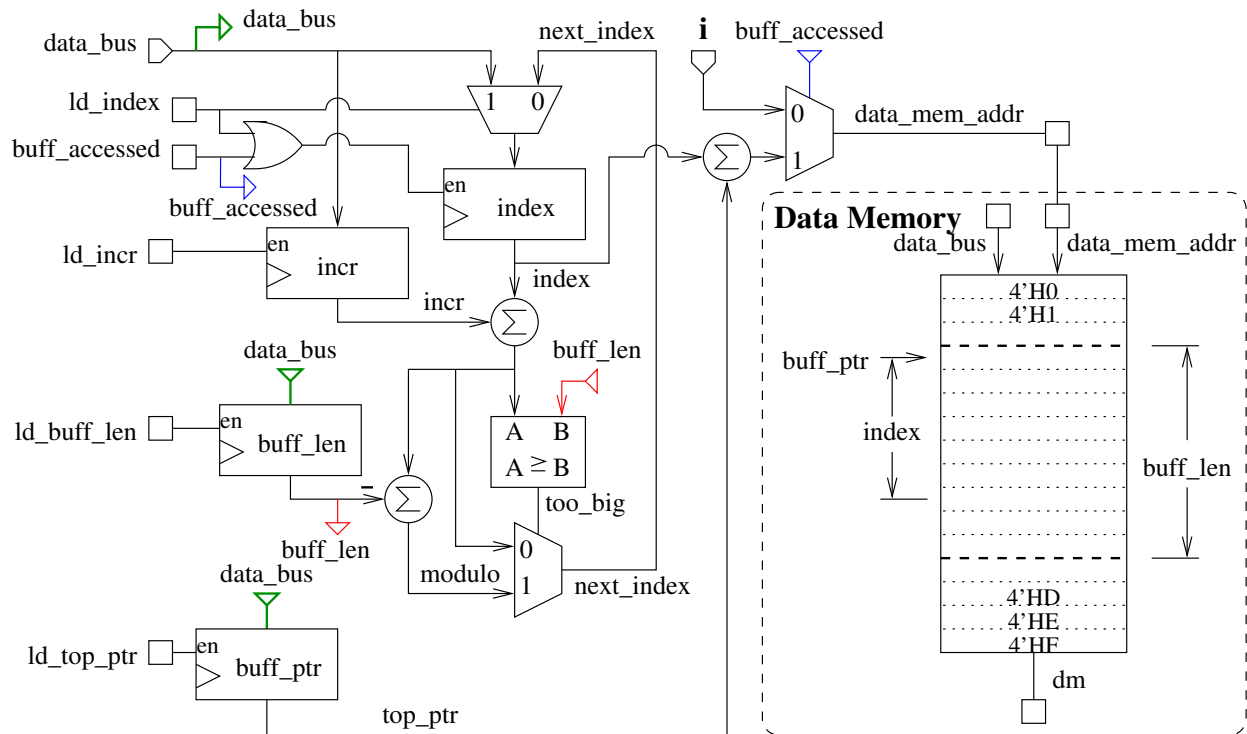 data_bus
data_bus
next_index
i
buff_accessed
ld_index
1 0
0
data_mem_addr
buff_accessed
Σ
1
en
index
buff_accessed
Data Memory
ld_incr
en
incr
index
data_bus
data_mem_addr
incr
Σ
4'H0
4'H1
data_bus
buff_len
buff_ptr
ld_buff_len
en
buff_len
A B
A ≥ B
index
buff_len
-
Σ
too_big
buff_len
0
modulo
1
next_index
data_bus
4'HD
4'HE
4'HF
ld_top_ptr
en
buff_ptr
dm
top_ptr